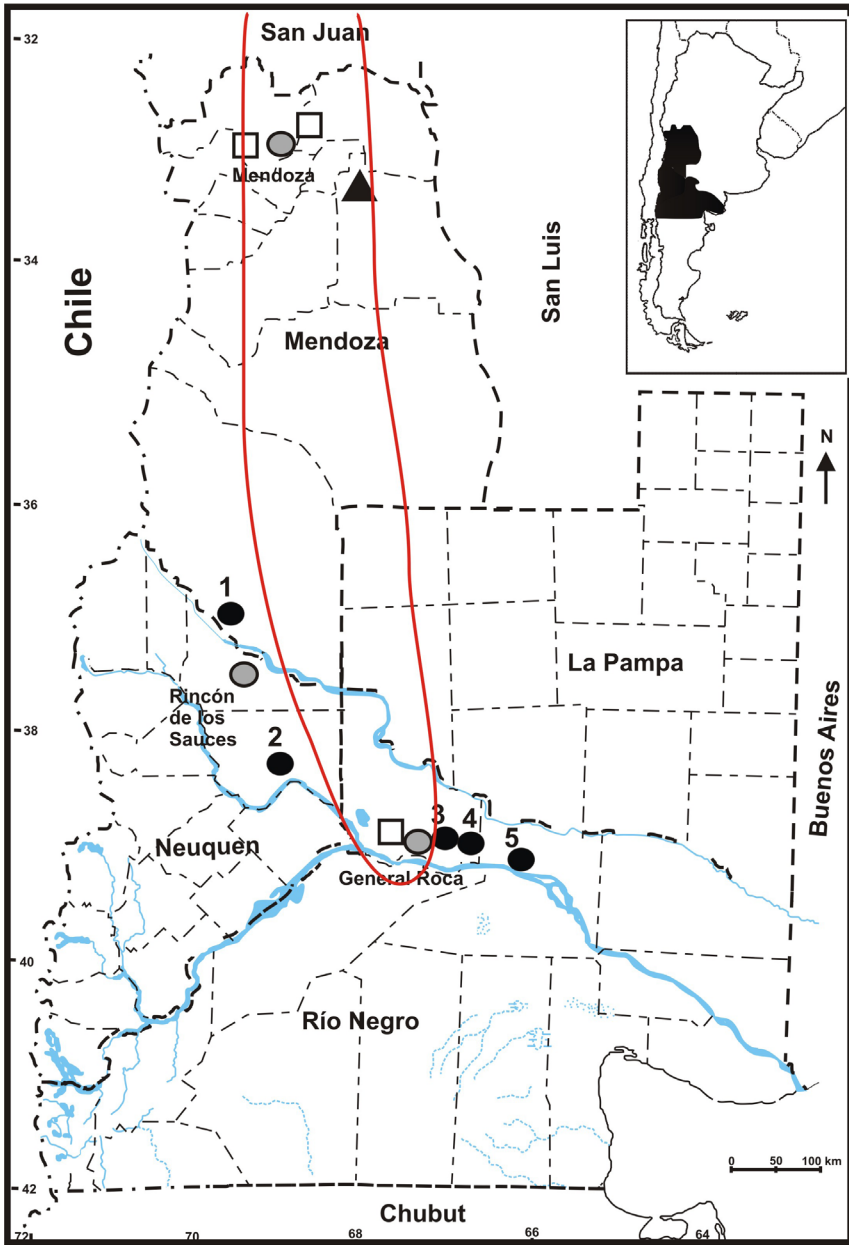 32
San Juan
Mendoza
34
San Luis
Chile
Mendoza
N
36
1
La Pampa
Rincón
de los
Sauces
38
2
Buenos Aires
3
4
5
Neuquen
General Roca
40
Río Negro
0 50 100 km
42
Chubut
72 70 68 66 64